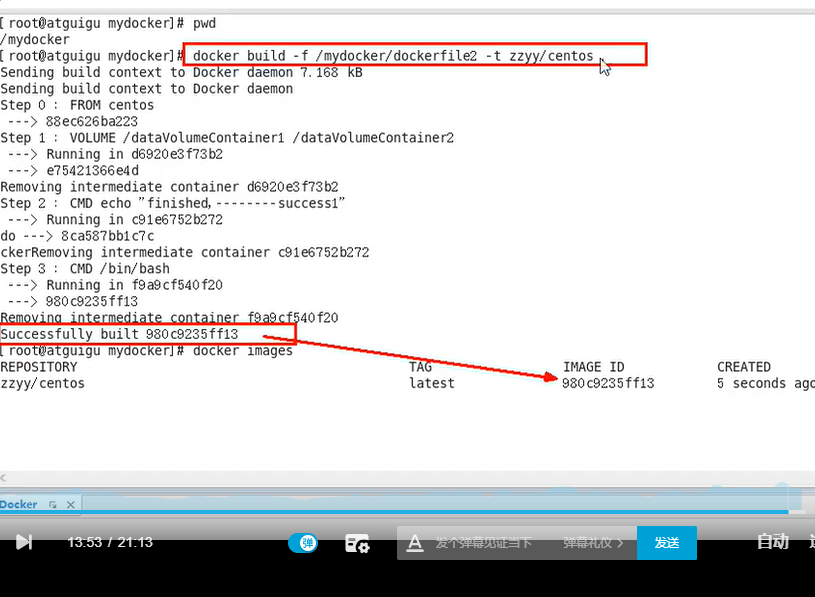 [root@atguigu mydocker]# pwd
/mydocker
[root@atguigu mydocker]# docker build -f /mydocker/dockerfile2 -t zzyy/centos
Sending build context to Docker daemon 7.168 kB
Sending build context to Docker daemon
Step 0 : FROM centos
---> 88ec626ba223
Step 1 : VOLUME /dataVolumeContainer1 /dataVolumeContainer2
---> Running in d6920e3f73b2
---> e75421366e4d
Removing intermediate container d6920e3f73b2
Step 2 : CMD echo "finished,--------success1"
---> Running in c91e6752b272
do ---> 8ca587bb1c7c
ckerRemoving intermediate container c91e6752b272
Step 3 : CMD /bin/bash
---> Running in f9a9cf540f20
---> 980c9235ff13
Removing intermediate container f9a9cf540f20
Successfully built 980c9235ff13
[root@atguigu mydocker]# docker images
REPOSITORY TAG IMAGE ID CREATED
zzyy/centos latest 980c9235ff13 5 seconds ago
Docker
13:53 / 21:13 弹 A 发个弹幕见证当下 弹幕礼仪 > 发送 自动